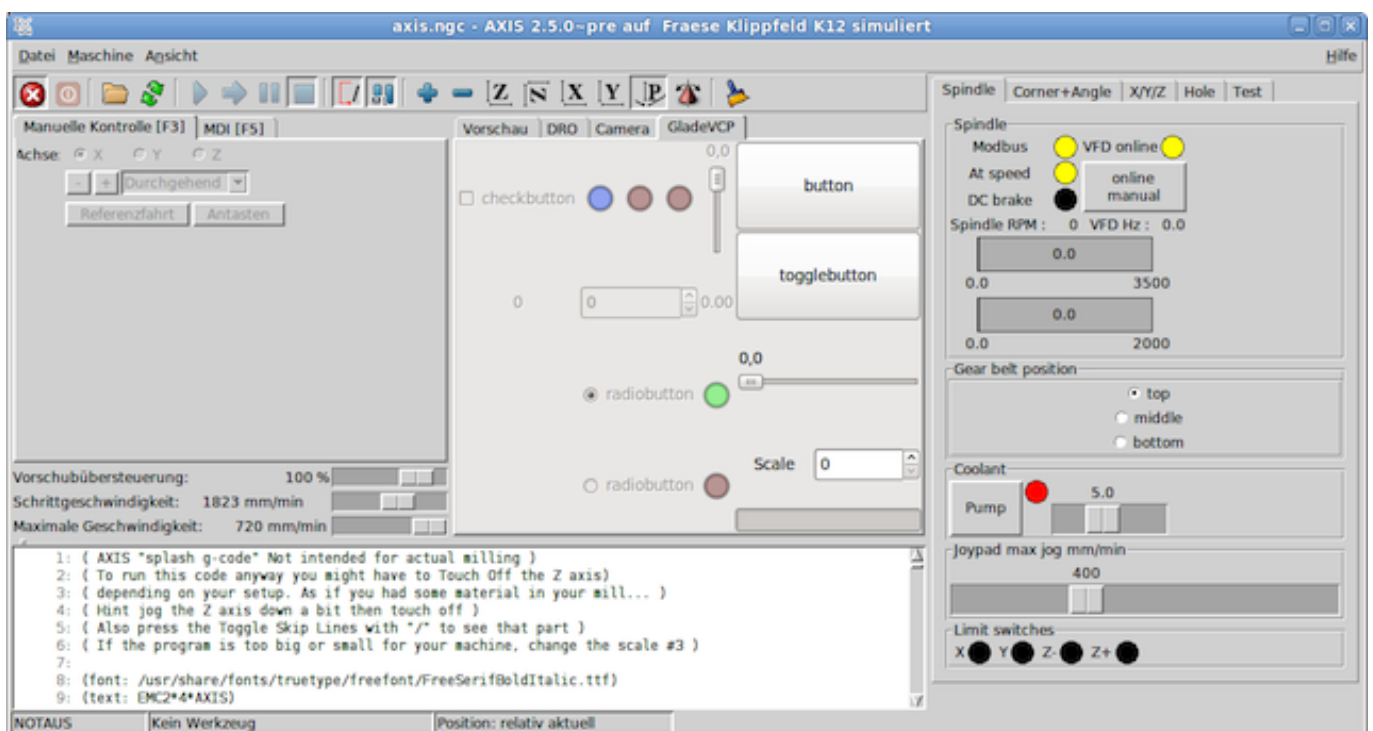 axis.ngc - AXIS 2.5.0~pre auf Fraese Klippfeld K12 simuliert
Datei Maschine Ansicht Hilfe
Z N X Y P
Manuelle Kontrolle [F3] MDI [F5]
Achse: X Y Z
- + Durchgehend
Referenzfahrt Antasten
Vorschubübersteuerung: 100 %
Schrittgeschwindigkeit: 1823 mm/min
Maximale Geschwindigkeit: 720 mm/min
Vorschau DRO Camera GladeVCP
0,0
checkbutton
button
togglebutton
0 0 0.00
0,0
radiobutton
Scale 0
radiobutton
Spindle Corner+Angle X/Y/Z Hole Test
Spindle
Modbus VFD online
At speed
online
manual
DC brake
Spindle RPM : 0 VFD Hz : 0.0
0.0
0.0 3500
0.0
0.0 2000
Gear belt position
top
middle
bottom
Coolant
Pump 5.0
Joypad max jog mm/min
400
Limit switches
X Y Z- Z+
1: ( AXIS "splash g-code" Not intended for actual milling )
2: ( To run this code anyway you might have to Touch Off the Z axis)
3: ( depending on your setup. As if you had some material in your mill... )
4: ( Hint jog the Z axis down a bit then touch off )
5: ( Also press the Toggle Skip Lines with "/" to see that part )
6: ( If the program is too big or small for your machine, change the scale #3 )
7:
8: (font: /usr/share/fonts/truetype/freefont/FreeSerifBoldItalic.ttf)
9: (text: EMC2*4*AXIS)
NOTAUS Kein Werkzeug Position: relativ aktuell